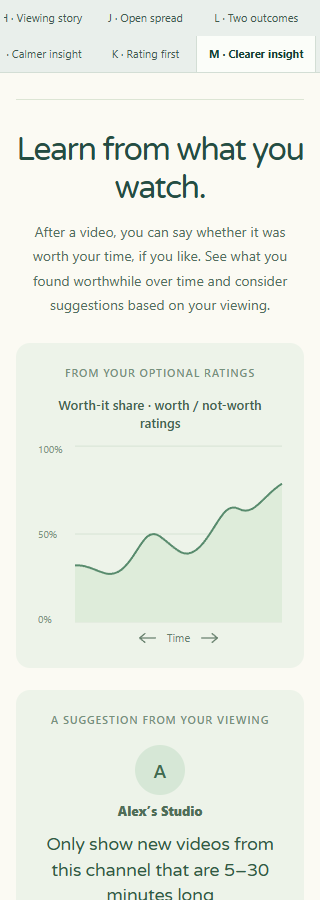 H · Viewing story J · Open spread L · Two outcomes
· Calmer insight K · Rating first M · Clearer insight
Learn from what you
watch.
After a video, you can say whether it was
worth your time, if you like. See what you
found worthwhile over time and consider
suggestions based on your viewing.
FROM YOUR OPTIONAL RATINGS
Worth-it share · worth / not-worth
ratings
100%
50%
0%
← Time →
A SUGGESTION FROM YOUR VIEWING
A
Alex's Studio
Only show new videos from
this channel that are 5–30
minutes long